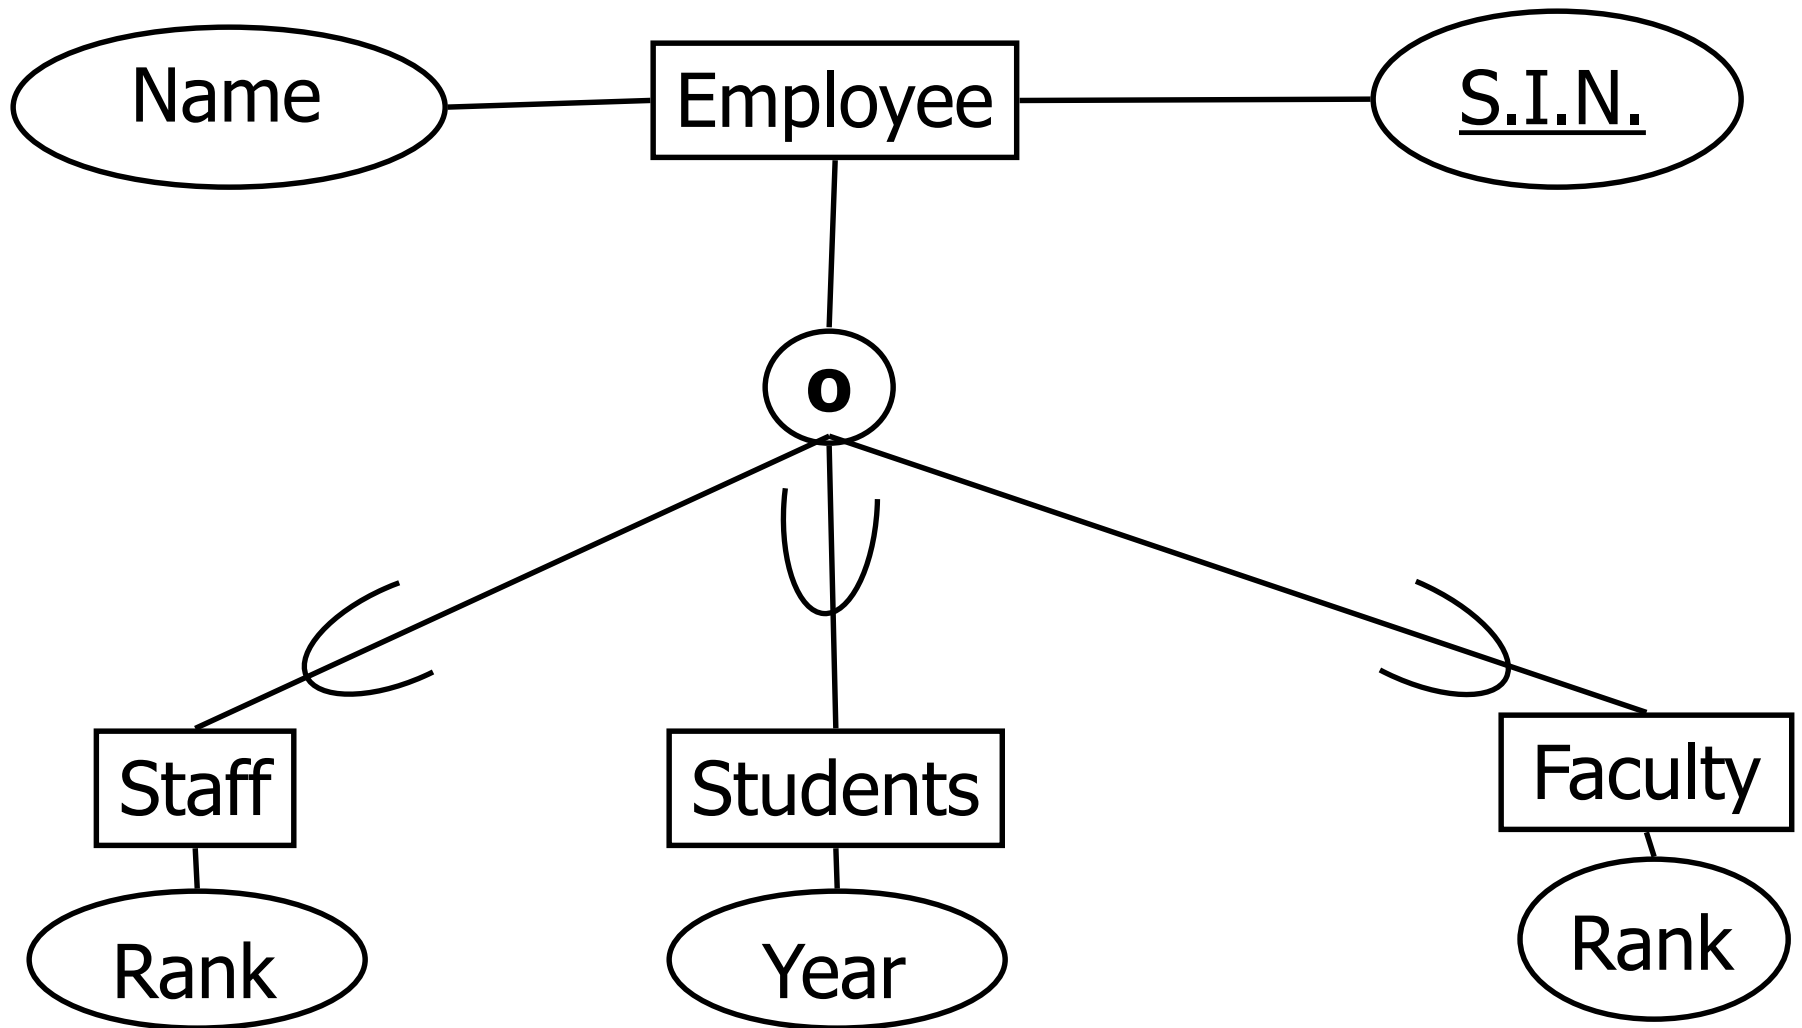 Name
Employee
S.I.N.
o
Staff
Students
Faculty
Rank
Year
Rank